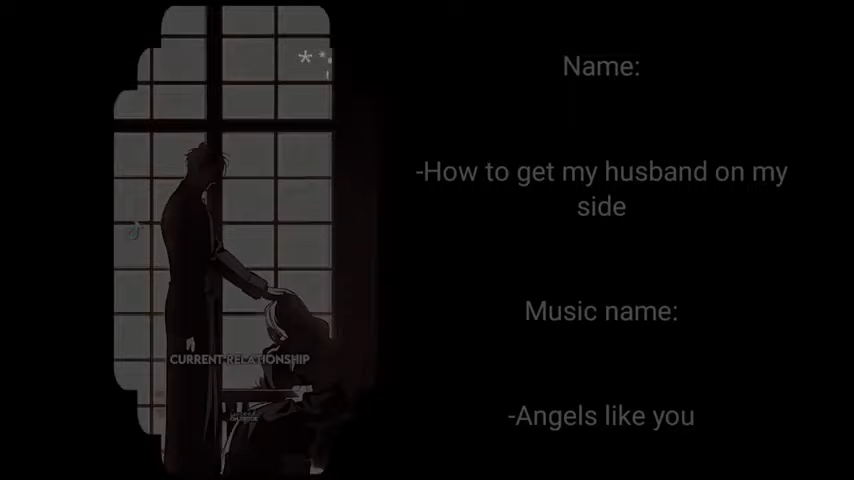 Name:
-How to get my husband on my
side
Music name:
-Angels like you
CURRENT RELATIONSHIP